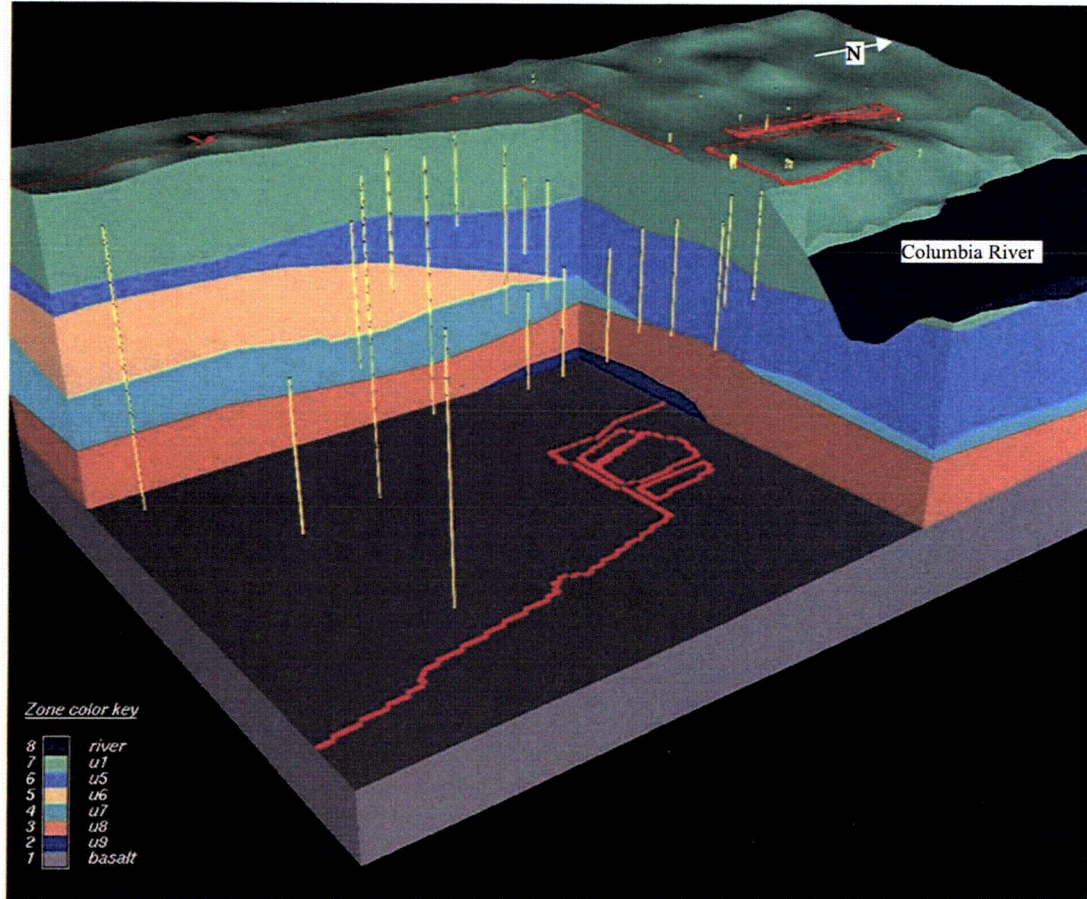 N
Columbia River
Zone color key
8 river
7 u1
6 u5
5 u6
4 u7
3 u8
2 u9
1 basalt